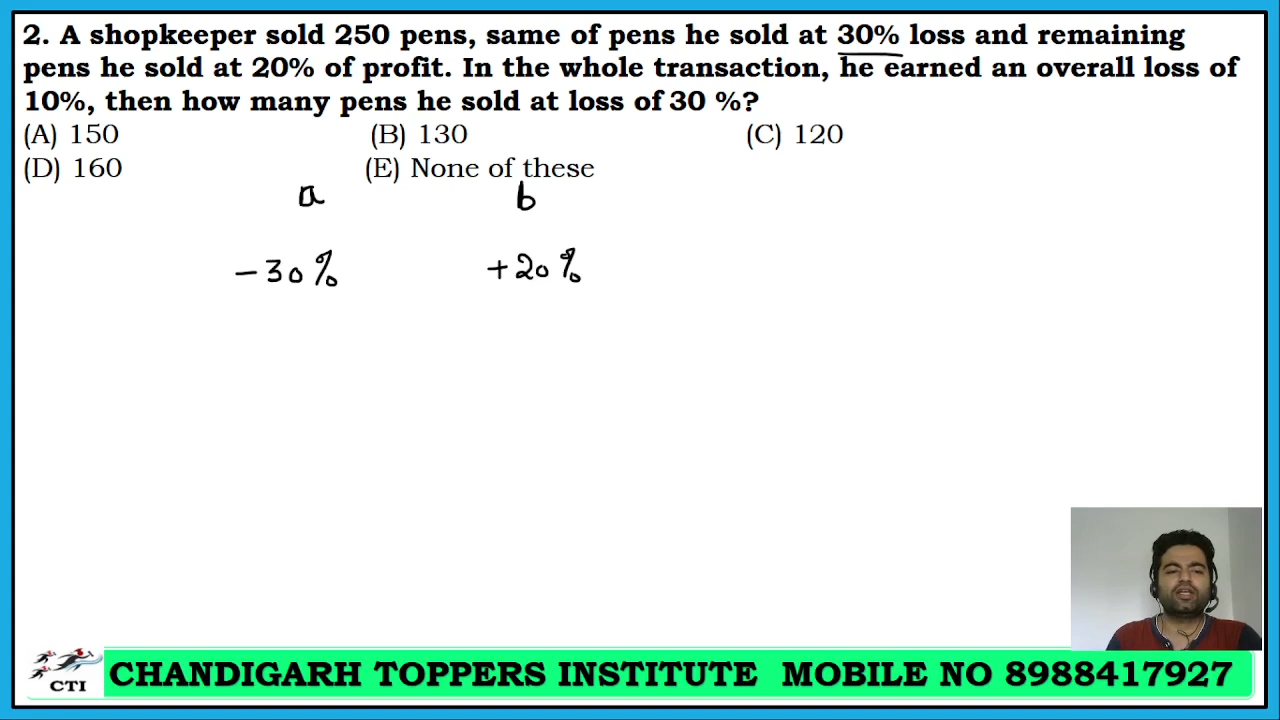 2. A shopkeeper sold 250 pens, same of pens he sold at 30% loss and remaining
pens he sold at 20% of profit. In the whole transaction, he earned an overall loss of
10%, then how many pens he sold at loss of 30 %?
(A) 150 (B) 130 (C) 120
(D) 160 (E) None of these
a b
-30% +20%
CTI CHANDIGARH TOPPERS INSTITUTE MOBILE NO 8988417927